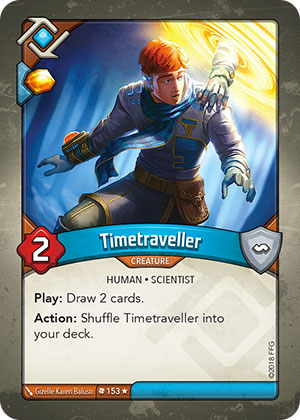 Timetraveller
CREATURE
2
HUMAN • SCIENTIST
Play: Draw 2 cards.
Action: Shuffle Timetraveller into
your deck.
Gizelle Karen Baluso
153 ★
©2018 FFG